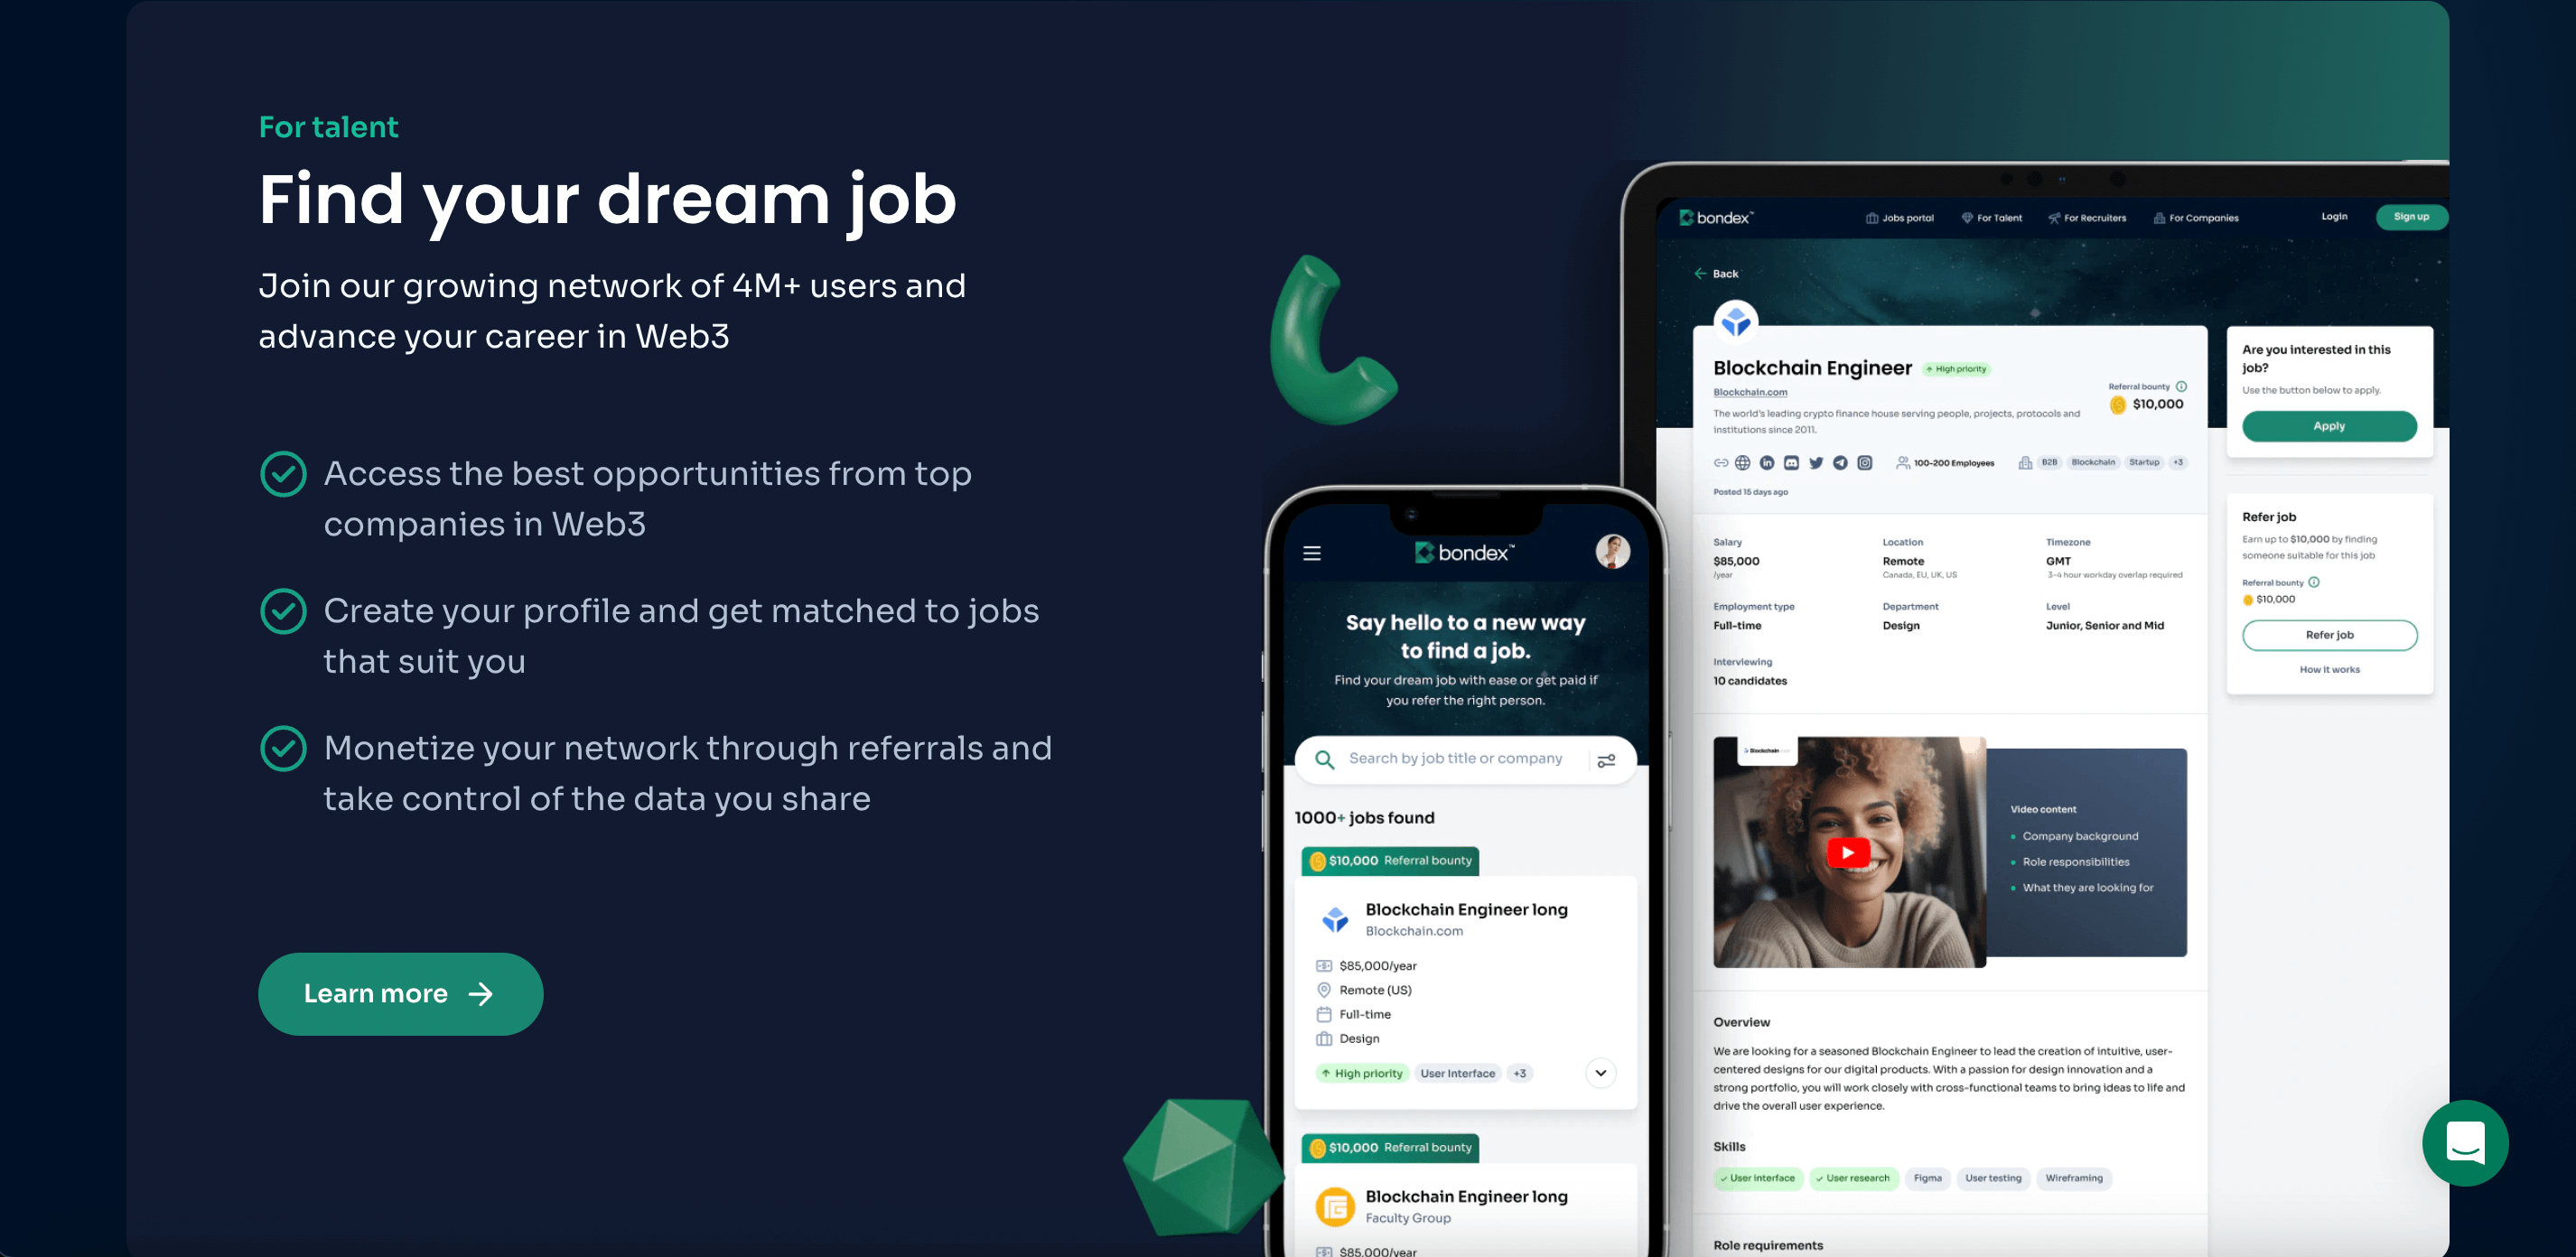 For talent
Find your dream job
Join our growing network of 4M+ users and
advance your career in Web3
Access the best opportunities from top
companies in Web3
Create your profile and get matched to jobs
that suit you
Monetize your network through referrals and
take control of the data you share
Learn more
bondex™
Say hello to a new way
to find a job.
Find your dream job with ease or get paid if
you refer the right person.
Search by job title or company
1000+ jobs found
$10,000 Referral bounty
Blockchain Engineer long
Blockchain.com
$85,000/year
Remote (US)
Full-time
Design
High priority User Interface +3
$10,000 Referral bounty
Blockchain Engineer long
Faculty Group
$85,000/year
bondex™ Jobs portal For Talent For Recruiters For Companies Login Sign up
Back
Blockchain Engineer High priority
Blockchain.com
The world's leading crypto finance house serving people, projects, protocols and
institutions since 2011.
Referral bounty
$10,000
100-200 Employees B2B Blockchain Startup +3
Posted 15 days ago
Salary Location Timezone
$85,000 Remote GMT
/year Canada, EU, UK, US 3-4 hour workday overlap required
Employment type Department Level
Full-time Design Junior, Senior and Mid
Interviewing
10 candidates
Blockchain.com
Video content
Company background
Role responsibilities
What they are looking for
Overview
We are looking for a seasoned Blockchain Engineer to lead the creation of intuitive, user-
centered designs for our digital products. With a passion for design innovation and a
strong portfolio, you will work closely with cross-functional teams to bring ideas to life and
drive the overall user experience.
Skills
User interface User research Figma User testing Wireframing
Role requirements
Are you interested in this
job?
Use the button below to apply.
Apply
Refer job
Earn up to $10,000 by finding
someone suitable for this job
Referral bounty
$10,000
Refer job
How it works